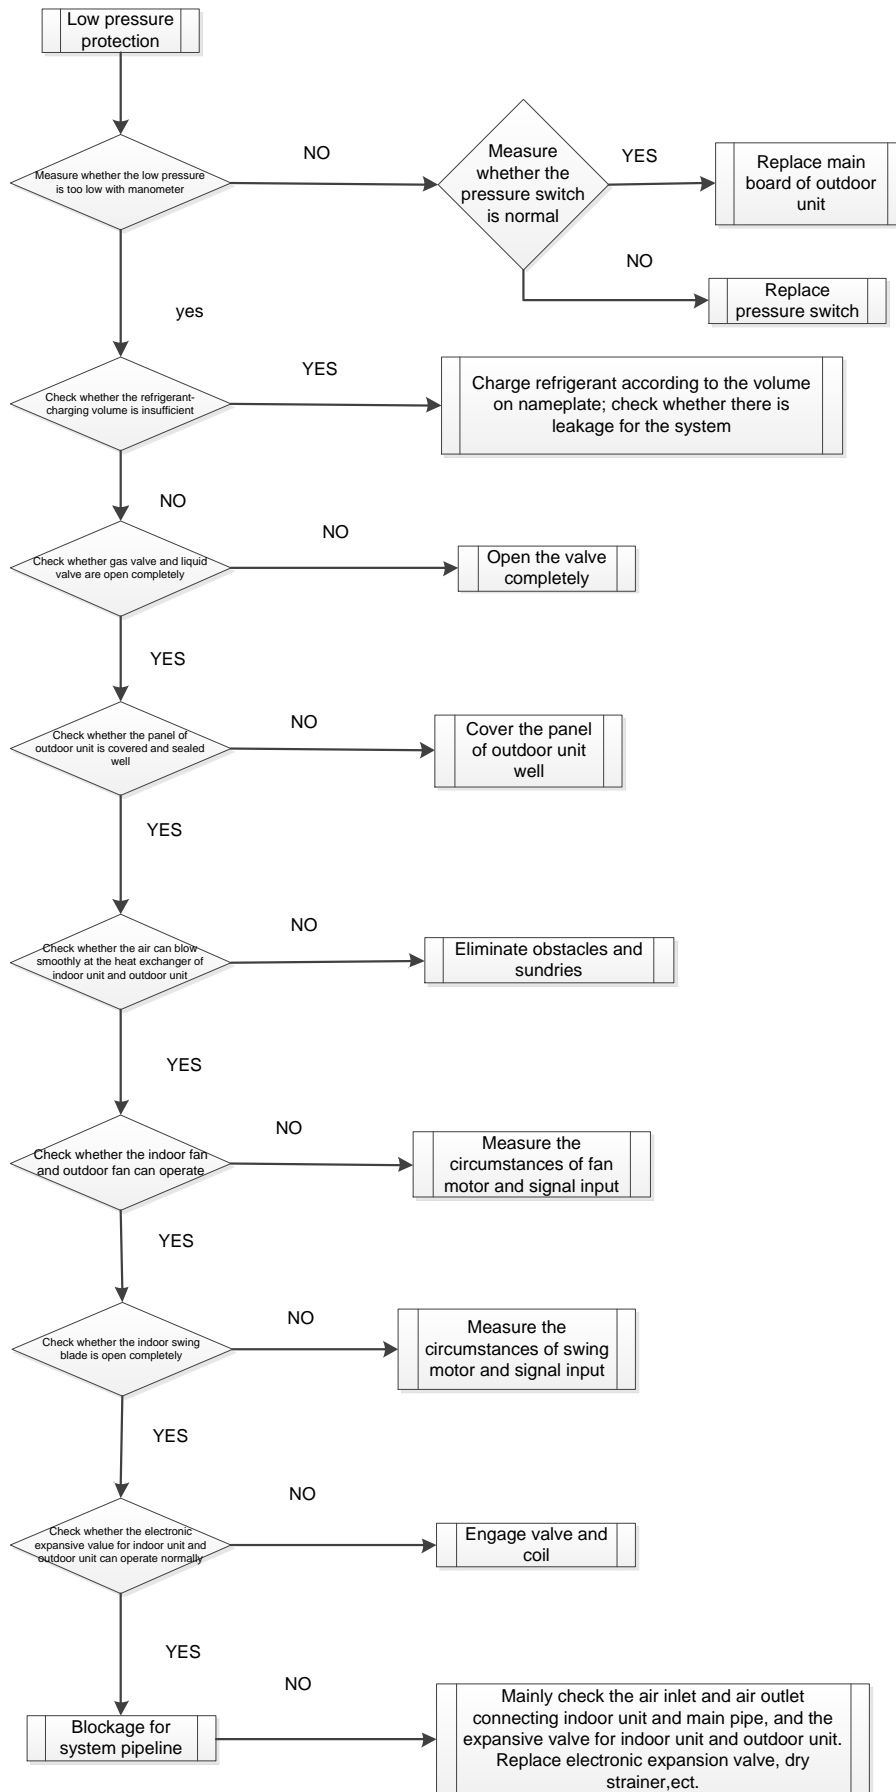 Low pressure
protection
Measure whether the low pressure
is too low with manometer
NO
Measure
whether the
pressure switch
is normal
YES
Replace main
board of outdoor
unit
NO
Replace
pressure switch
yes
Check whether the refrigerant-
charging volume is insufficient
YES
Charge refrigerant according to the volume
on nameplate; check whether there is
leakage for the system
NO
Check whether gas valve and liquid
valve are open completely
NO
Open the valve
completely
YES
Check whether the panel of
outdoor unit is covered and sealed
well
NO
Cover the panel
of outdoor unit
well
YES
Check whether the air can blow
smoothly at the heat exchanger of
indoor unit and outdoor unit
NO
Eliminate obstacles and
sundries
YES
Check whether the indoor fan
and outdoor fan can operate
NO
Measure the
circumstances of fan
motor and signal input
YES
Check whether the indoor swing
blade is open completely
NO
Measure the
circumstances of swing
motor and signal input
YES
Check whether the electronic
expansive value for indoor unit and
outdoor unit can operate normally
NO
Engage valve and
coil
YES
Blockage for
system pipeline
NO
Mainly check the air inlet and air outlet
connecting indoor unit and main pipe, and the
expansive valve for indoor unit and outdoor unit.
Replace electronic expansion valve, dry
strainer,ect.